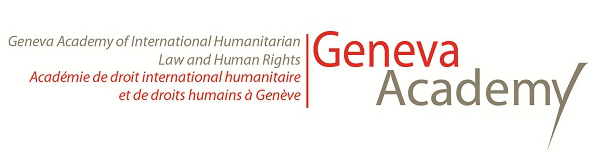 Geneva Academy of International Humanitarian
Law and Human Rights
Académie de droit international humanitaire
et de droits humains à Genève
Geneva
Academy